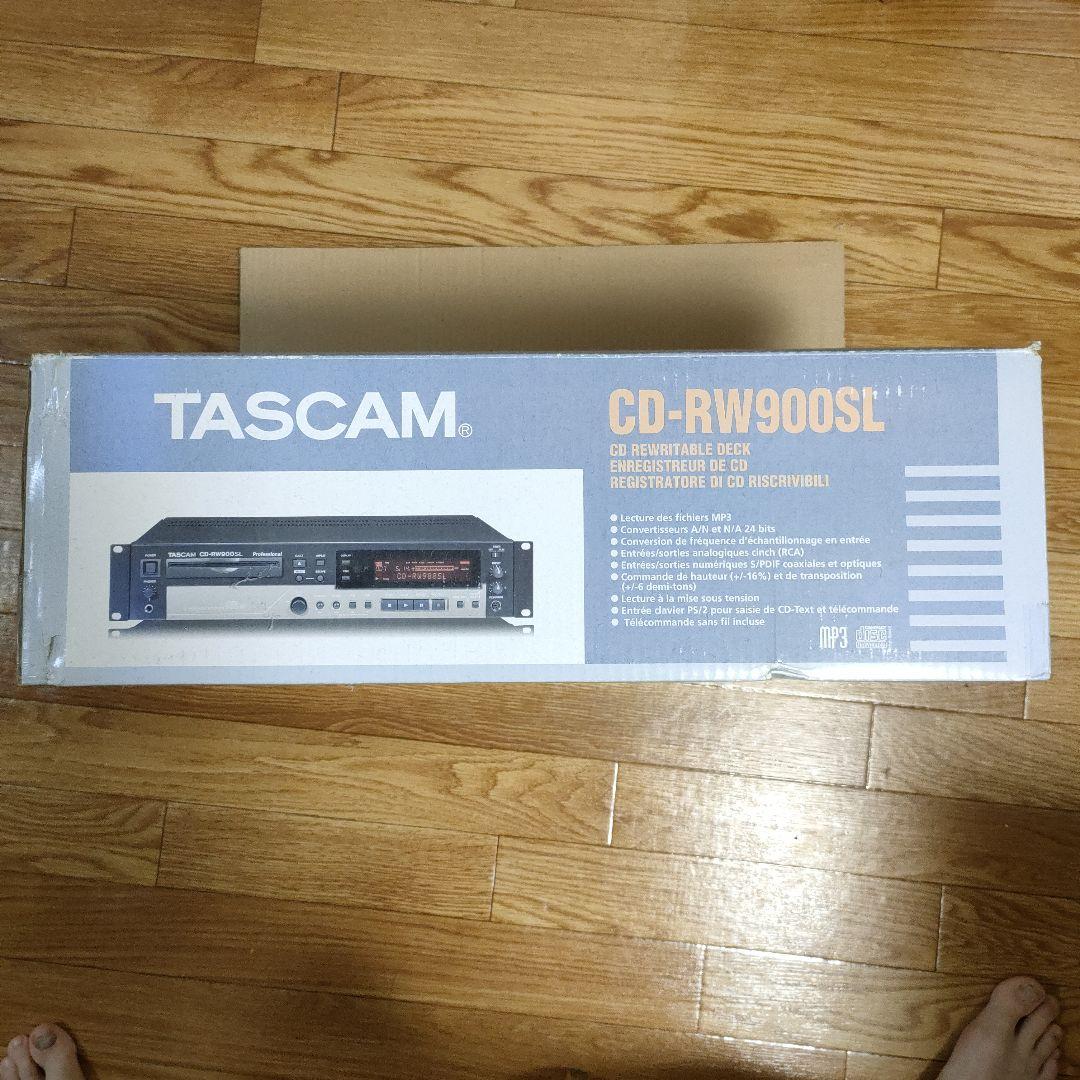 TASCAM®
CD-RW900SL
CD REWRITABLE DECK
ENREGISTREUR DE CD
REGISTRATORE DI CD RISCRIVIBILI
● Lecture des fichiers MP3
● Convertisseurs A/N et N/A 24 bits
● Conversion de fréquence d'échantillonnage en entrée
● Entrées/sorties analogiques cinch (RCA)
● Entrées/sorties numériques S/PDIF coaxiales et optiques
● Commande de hauteur (+/-16%) et de transposition
(+/-6 demi-tons)
● Lecture à la mise sous tension
● Entrée clavier PS/2 pour saisie de CD-Text et télécommande
● Télécommande sans fil incluse
MP3
TASCAM CD-RW900SL Professional
CD-RW900SL